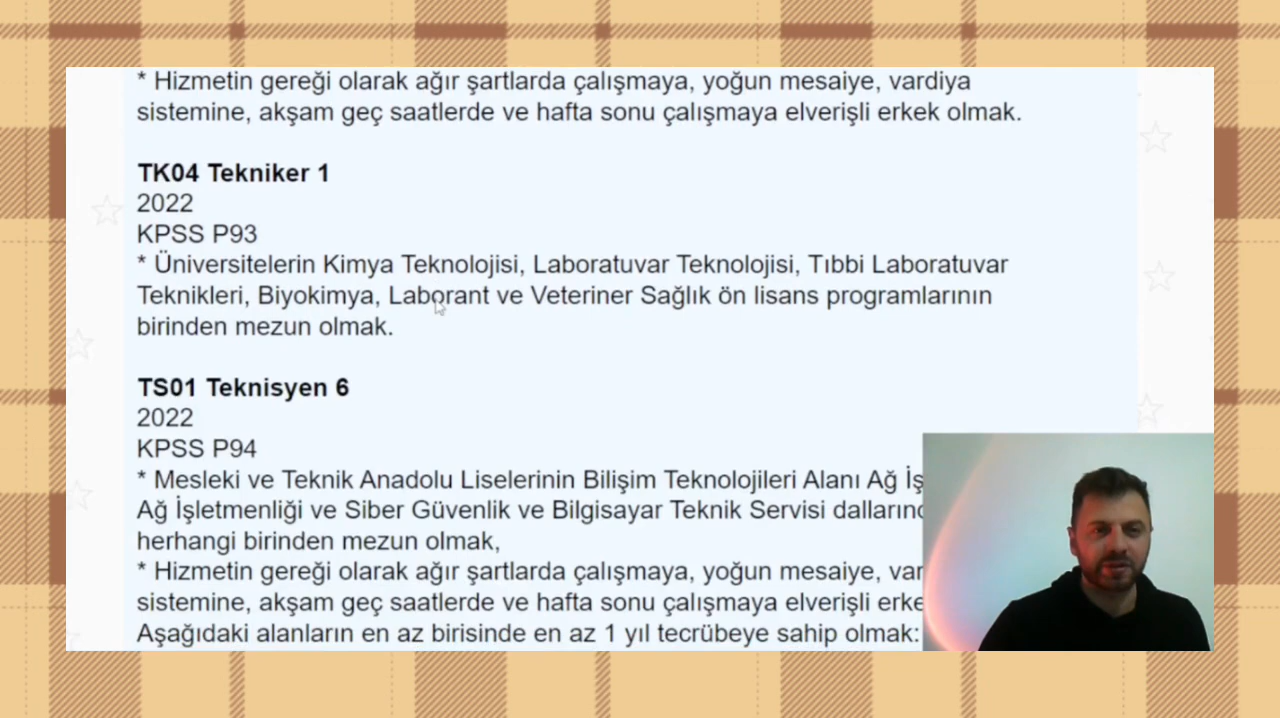 * Hizmetin gereği olarak ağır şartlarda çalışmaya, yoğun mesaiye, vardiya
sistemine, akşam geç saatlerde ve hafta sonu çalışmaya elverişli erkek olmak.
TK04 Tekniker 1
2022
KPSS P93
* Üniversitelerin Kimya Teknolojisi, Laboratuvar Teknolojisi, Tıbbi Laboratuvar
Teknikleri, Biyokimya, Laborant ve Veteriner Sağlık ön lisans programlarının
birinden mezun olmak.
TS01 Teknisyen 6
2022
KPSS P94
* Mesleki ve Teknik Anadolu Liselerinin Bilişim Teknolojileri Alanı Ağ
Ağ İşletmenliği ve Siber Güvenlik ve Bilgisayar Teknik Servisi
herhangi birinden mezun olmak,
* Hizmetin gereği olarak ağır şartlarda çalışmaya, yoğun mesaiye,
sistemine, akşam geç saatlerde ve hafta sonu çalışmaya elverişli
Aşağıdaki alanların en az birisinde en az 1 yıl tecrübeye sahip olmak: